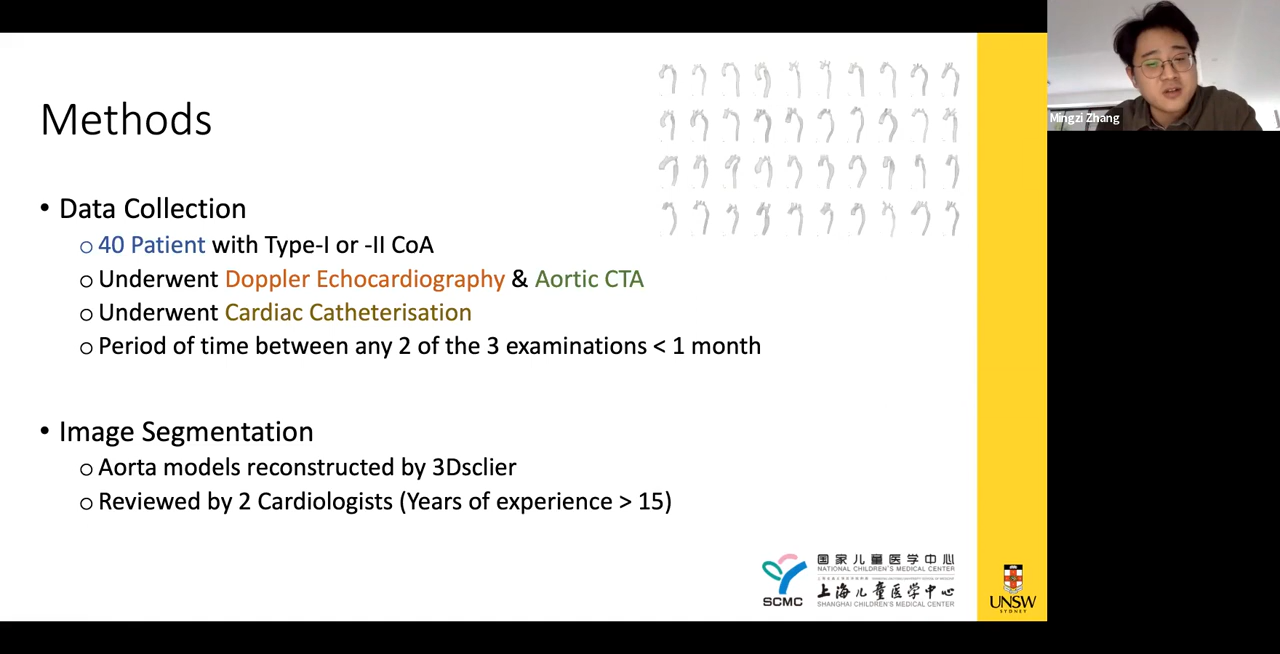 Methods
• Data Collection
○ 40 Patient with Type-I or -II CoA
○ Underwent Doppler Echocardiography & Aortic CTA
○ Underwent Cardiac Catheterisation
○ Period of time between any 2 of the 3 examinations < 1 month
• Image Segmentation
○ Aorta models reconstructed by 3Dsclier
○ Reviewed by 2 Cardiologists (Years of experience > 15)
SCMC
国家儿童医学中心
NATIONAL CHILDREN'S MEDICAL CENTER
上海儿童医学中心
SHANGHAI CHILDREN'S MEDICAL CENTER
UNSW
SYDNEY
Mingzi Zhang